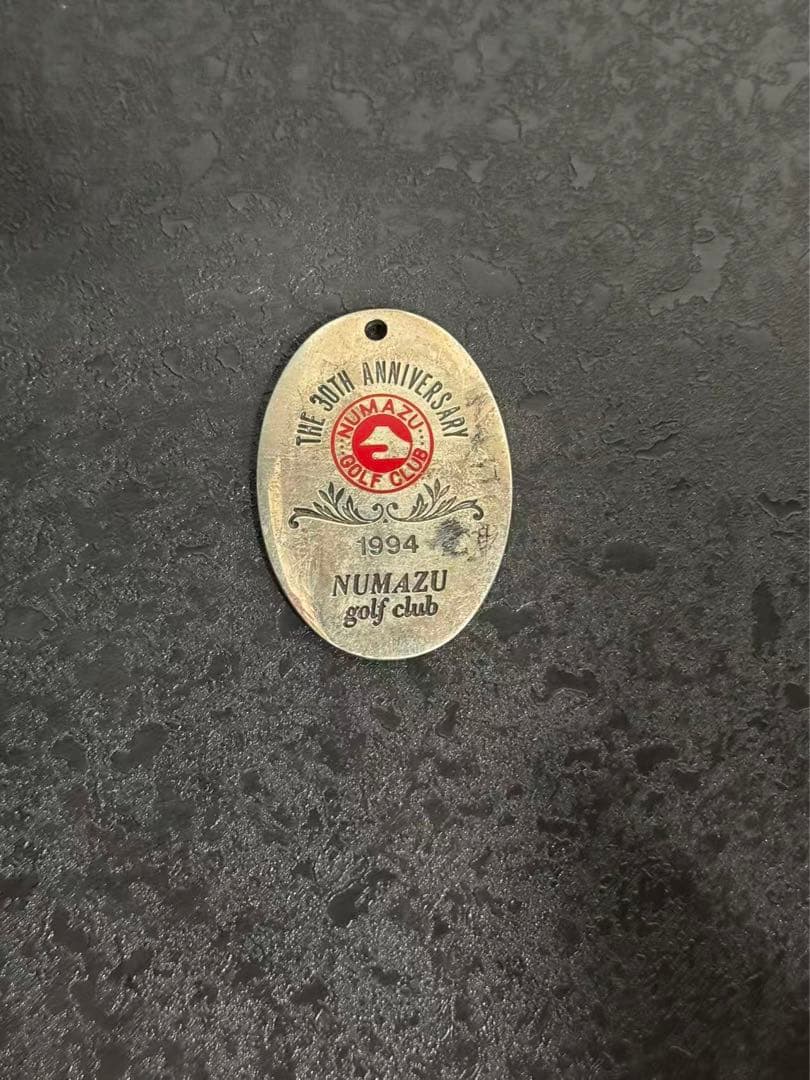 THE 30TH ANNIVERSARY
NUMAZU
GOLF CLUB
1994
NUMAZU
golf club